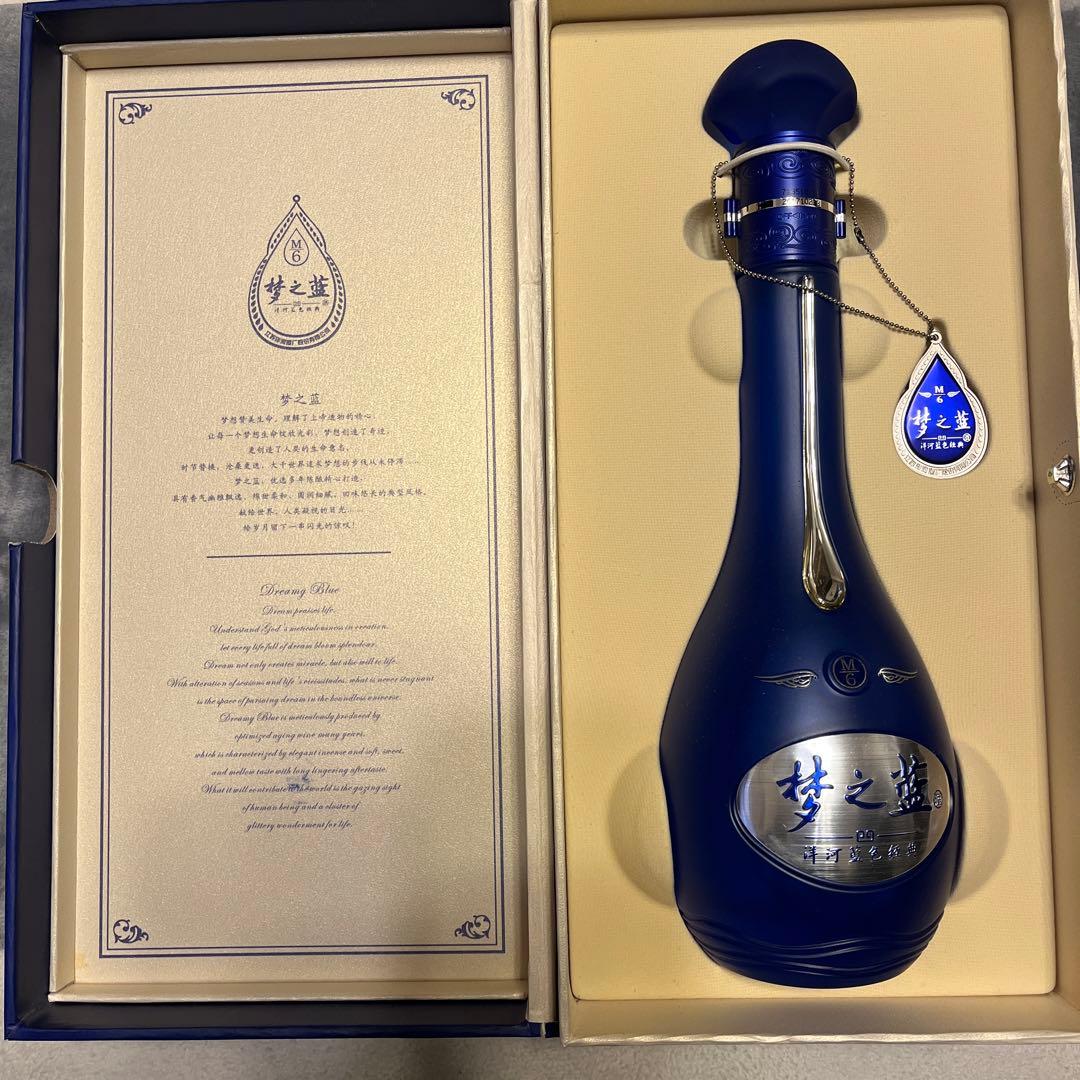 M
6
梦之蓝
洋河蓝色经典
梦之蓝
梦想赞美生命,理解了上帝造物的精心,
让每一个梦想生命绽放光彩,梦想创造了奇迹,
更创造了人类的生命意志,
时节替换,沧桑更迭,大千世界追求梦想的步伐从未停滞……
梦之蓝,优选多年陈酿精心打造,
具有香气幽雅飘逸、绵甜柔和、圆润细腻、回味悠长的典型风格,
献给世界、人类凝视的目光……
给岁月留下一串闪光的惊叹!
Dreamg Blue
Dream praises life.
Understand God's meticulousness in creation.
let every life full of dream bloom splendour.
Dream not only creates miracle, but also will to life.
With alteration of seasons and life's vicissitudes, what is never stagnant
is the space of pursuing dream in the boundless universe.
Dreamy Blue is meticulously produced by
optimized aging wine many years.
which is characterized by elegant incense and soft, sweet,
and mellow taste with long lingering aftertaste.
What it will contribute to the world is the gazing sight
of human being and a cluster of
glittery wonderment for life.
M
6
梦之蓝
洋河蓝色经典
M
6
梦之蓝
洋河蓝色经典